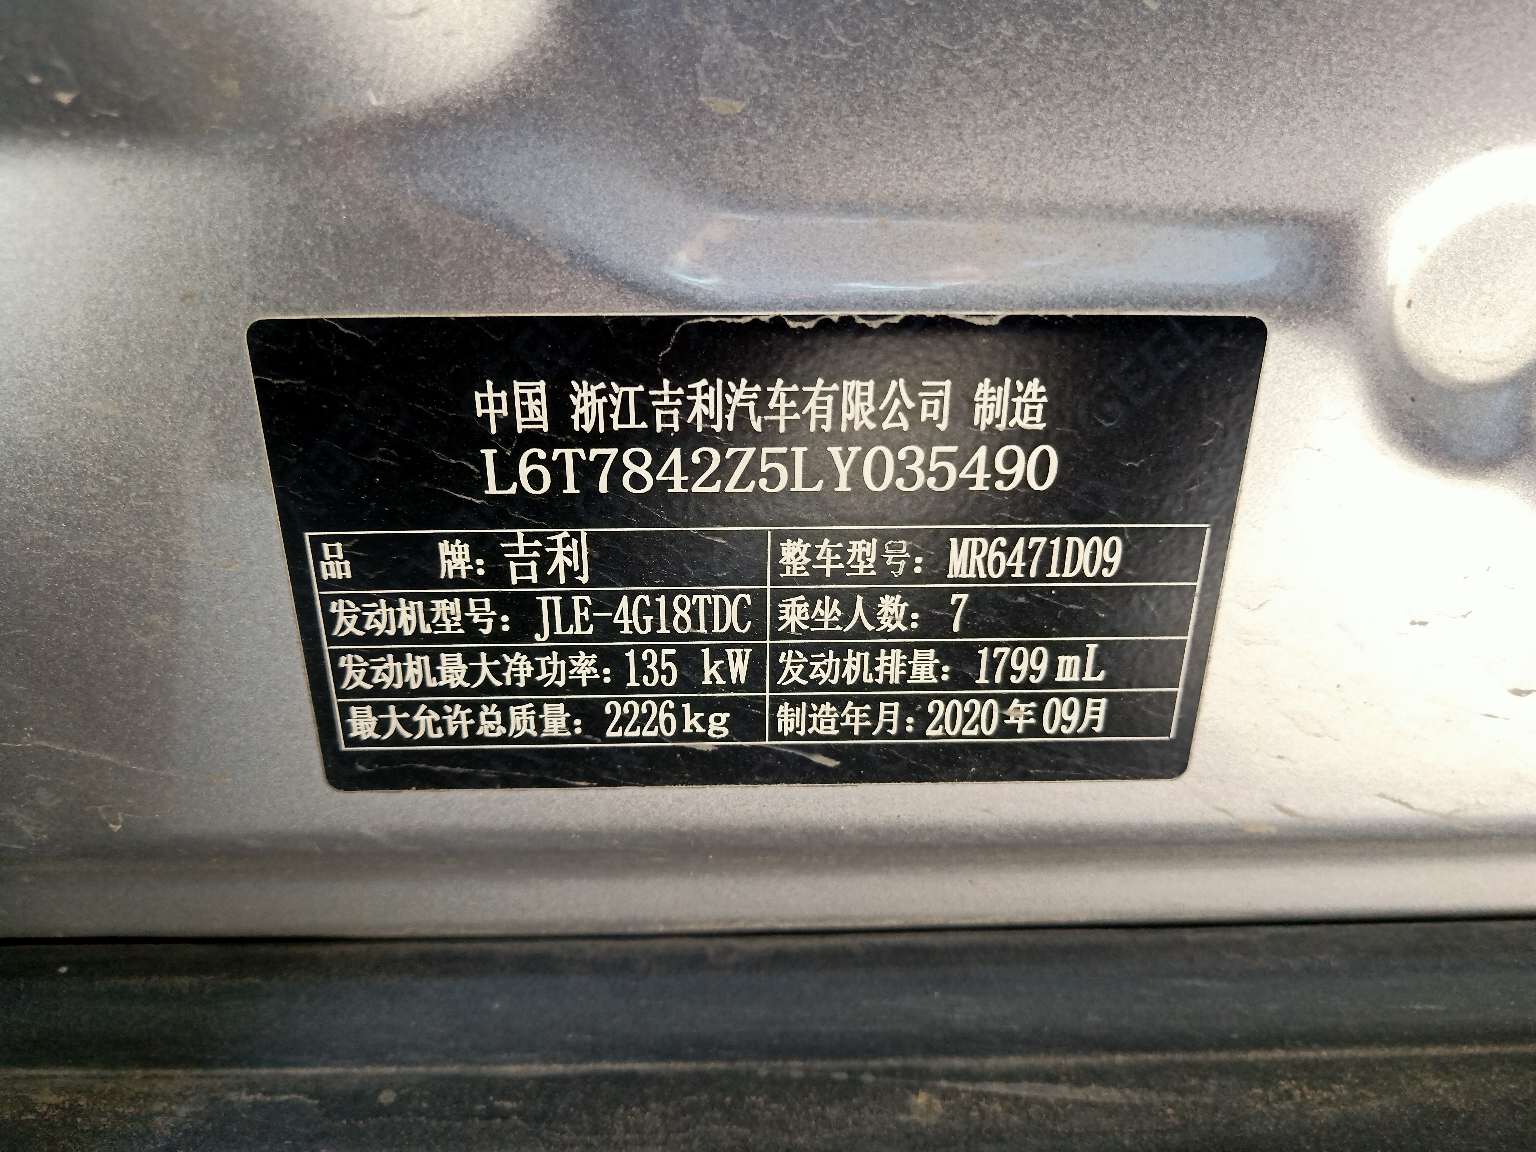 中国 浙江吉利汽车有限公司 制造
L6T7842Z5LY035490
品 牌：吉利 整车型号：MR6471D09
发动机型号：JLE-4G18TDC 乘坐人数：7
发动机最大净功率：135 kW 发动机排量：1799mL
最大允许总质量：2226kg 制造年月：2020年09月